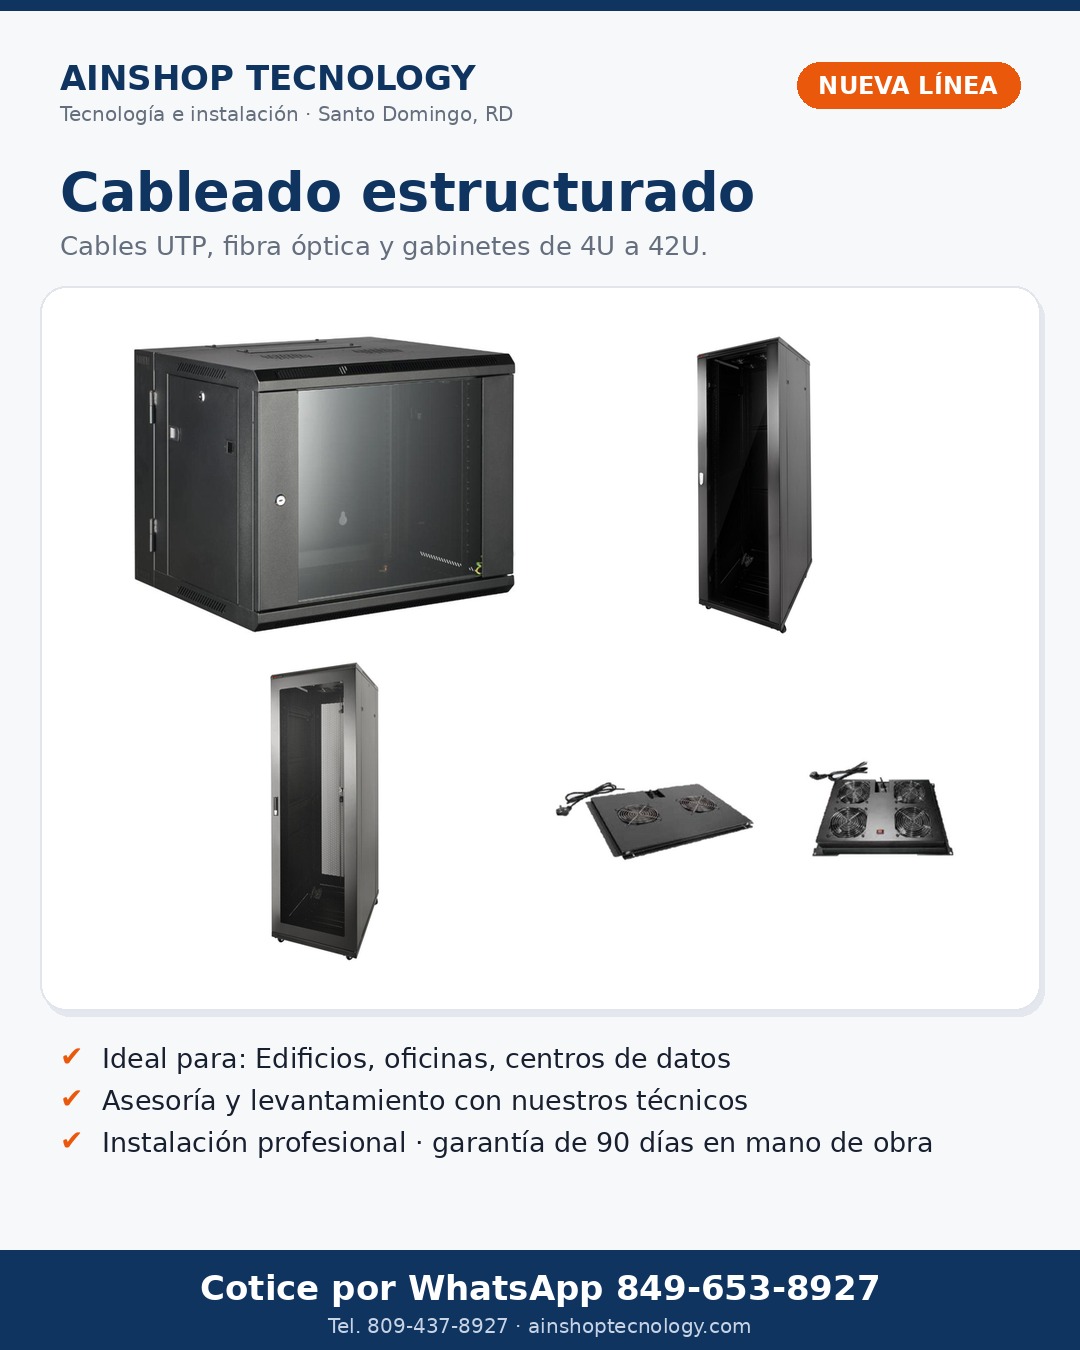 AINSHOP TECNOLOGY
NUEVA LÍNEA
Tecnología e instalación · Santo Domingo, RD
Cableado estructurado
Cables UTP, fibra óptica y gabinetes de 4U a 42U.
✔ Ideal para: Edificios, oficinas, centros de datos
✔ Asesoría y levantamiento con nuestros técnicos
✔ Instalación profesional · garantía de 90 días en mano de obra
Cotice por WhatsApp 849-653-8927
Tel. 809-437-8927 · ainshoptecnology.com